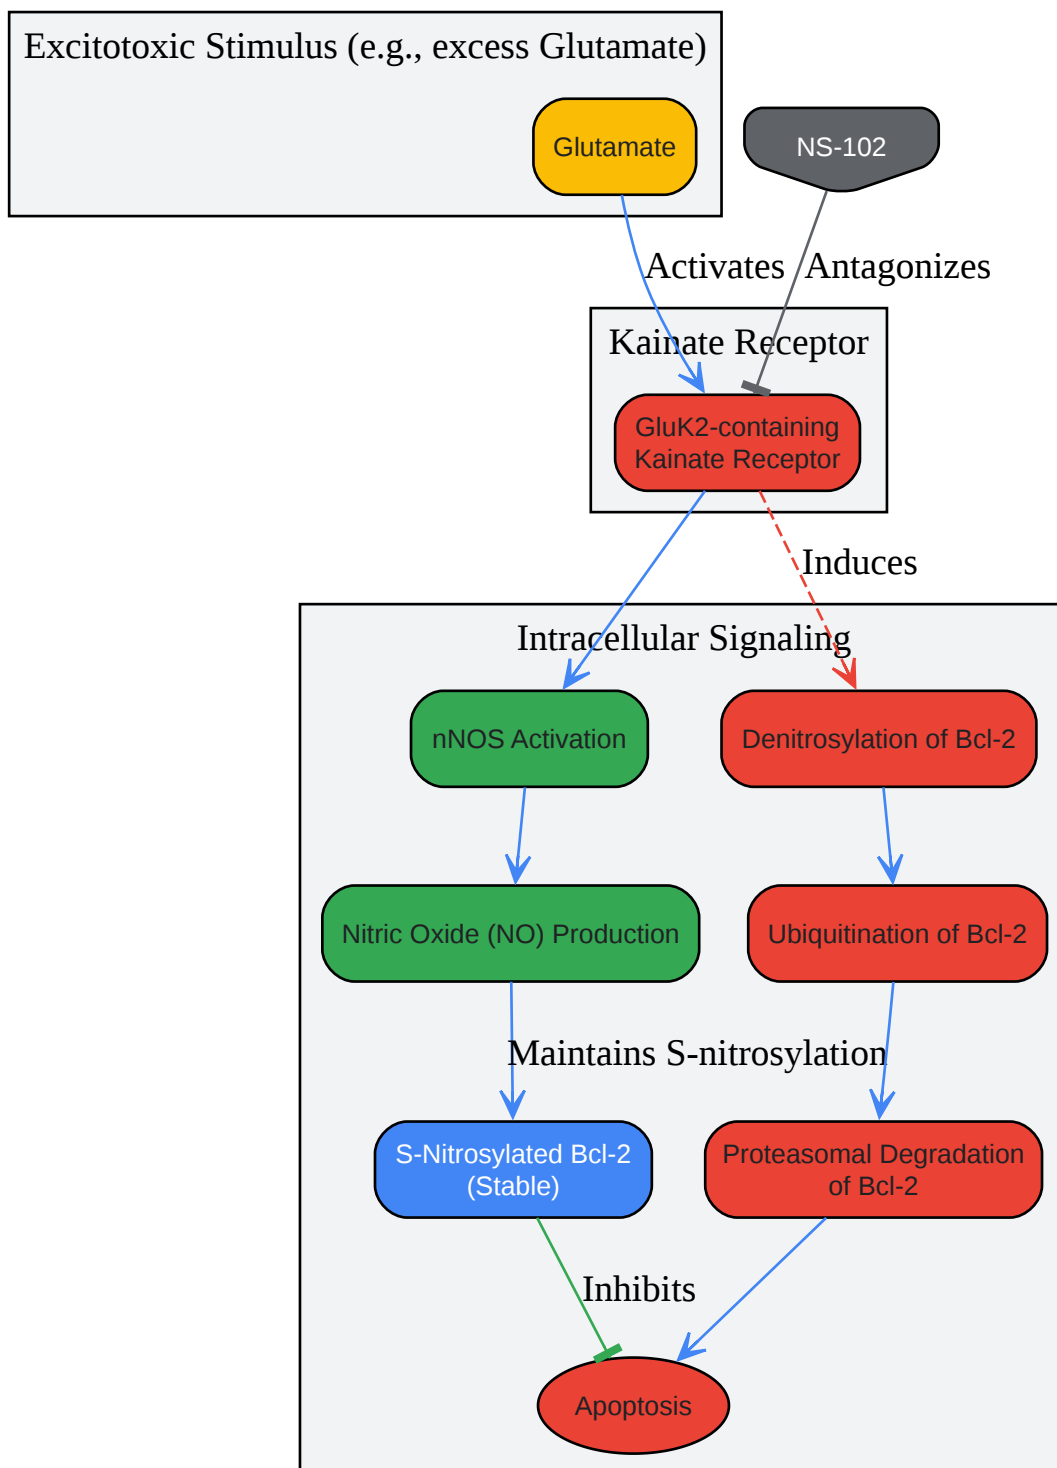 Excitotoxic Stimulus (e.g., excess Glutamate)
Glutamate
NS-102
Activates
Antagonizes
Kainate Receptor
GluK2-containing
Kainate Receptor
Induces
Intracellular Signaling
nNOS Activation
Denitrosylation of Bcl-2
Nitric Oxide (NO) Production
Ubiquitination of Bcl-2
Maintains S-nitrosylation
S-Nitrosylated Bcl-2
(Stable)
Proteasomal Degradation
of Bcl-2
Inhibits
Apoptosis